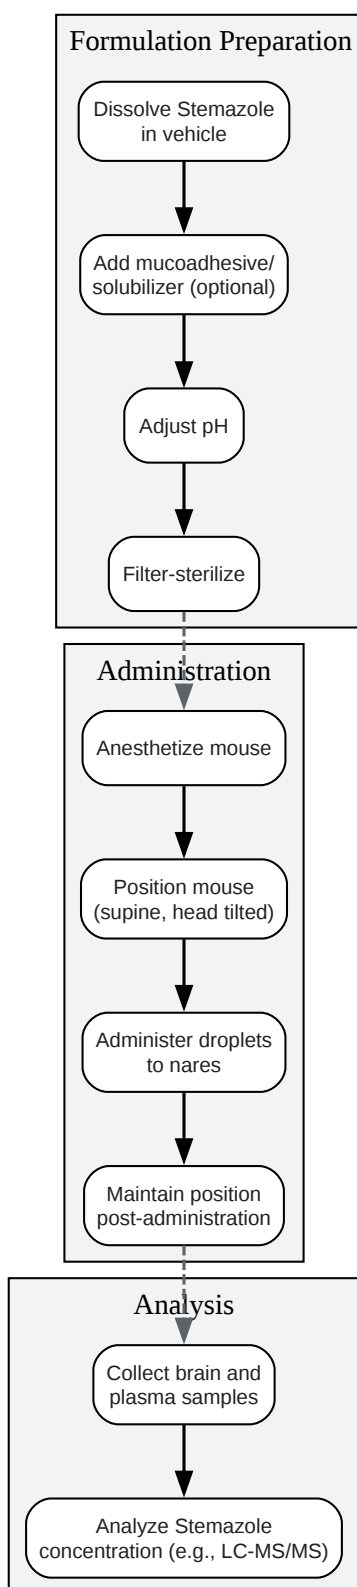 Formulation Preparation
Dissolve Stemazole
in vehicle
Add mucoadhesive/
solubilizer (optional)
Adjust pH
Filter-sterilize
Administration
Anesthetize mouse
Position mouse
(supine, head tilted)
Administer droplets
to nares
Maintain position
post-administration
Analysis
Collect brain and
plasma samples
Analyze Stemazole
concentration (e.g., LC-MS/MS)